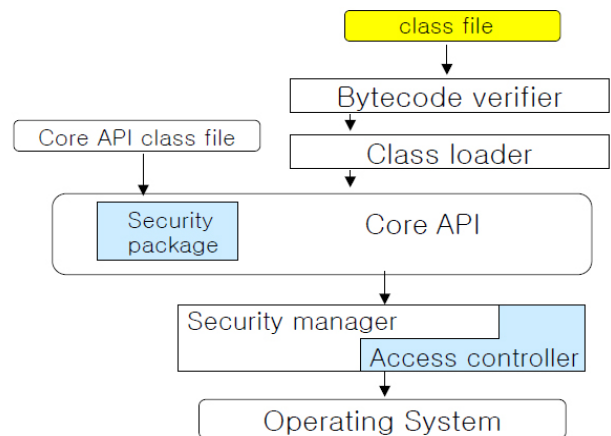 class file
Bytecode verifier
Core API class file
Class loader
Security
package
Core API
Security manager
Access controller
Operating System